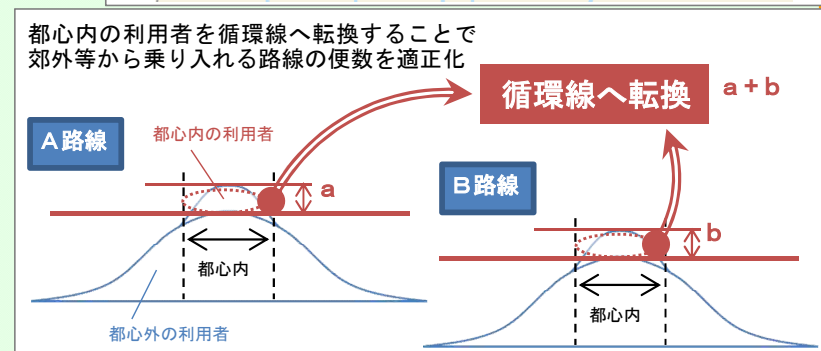 都心内の利用者を循環線へ転換することで
郊外等から乗り入れる路線の便数を適正化
循環線へ転換
a+b
A路線
都心内の利用者
a
都心内
都心外の利用者
B路線
b
都心内